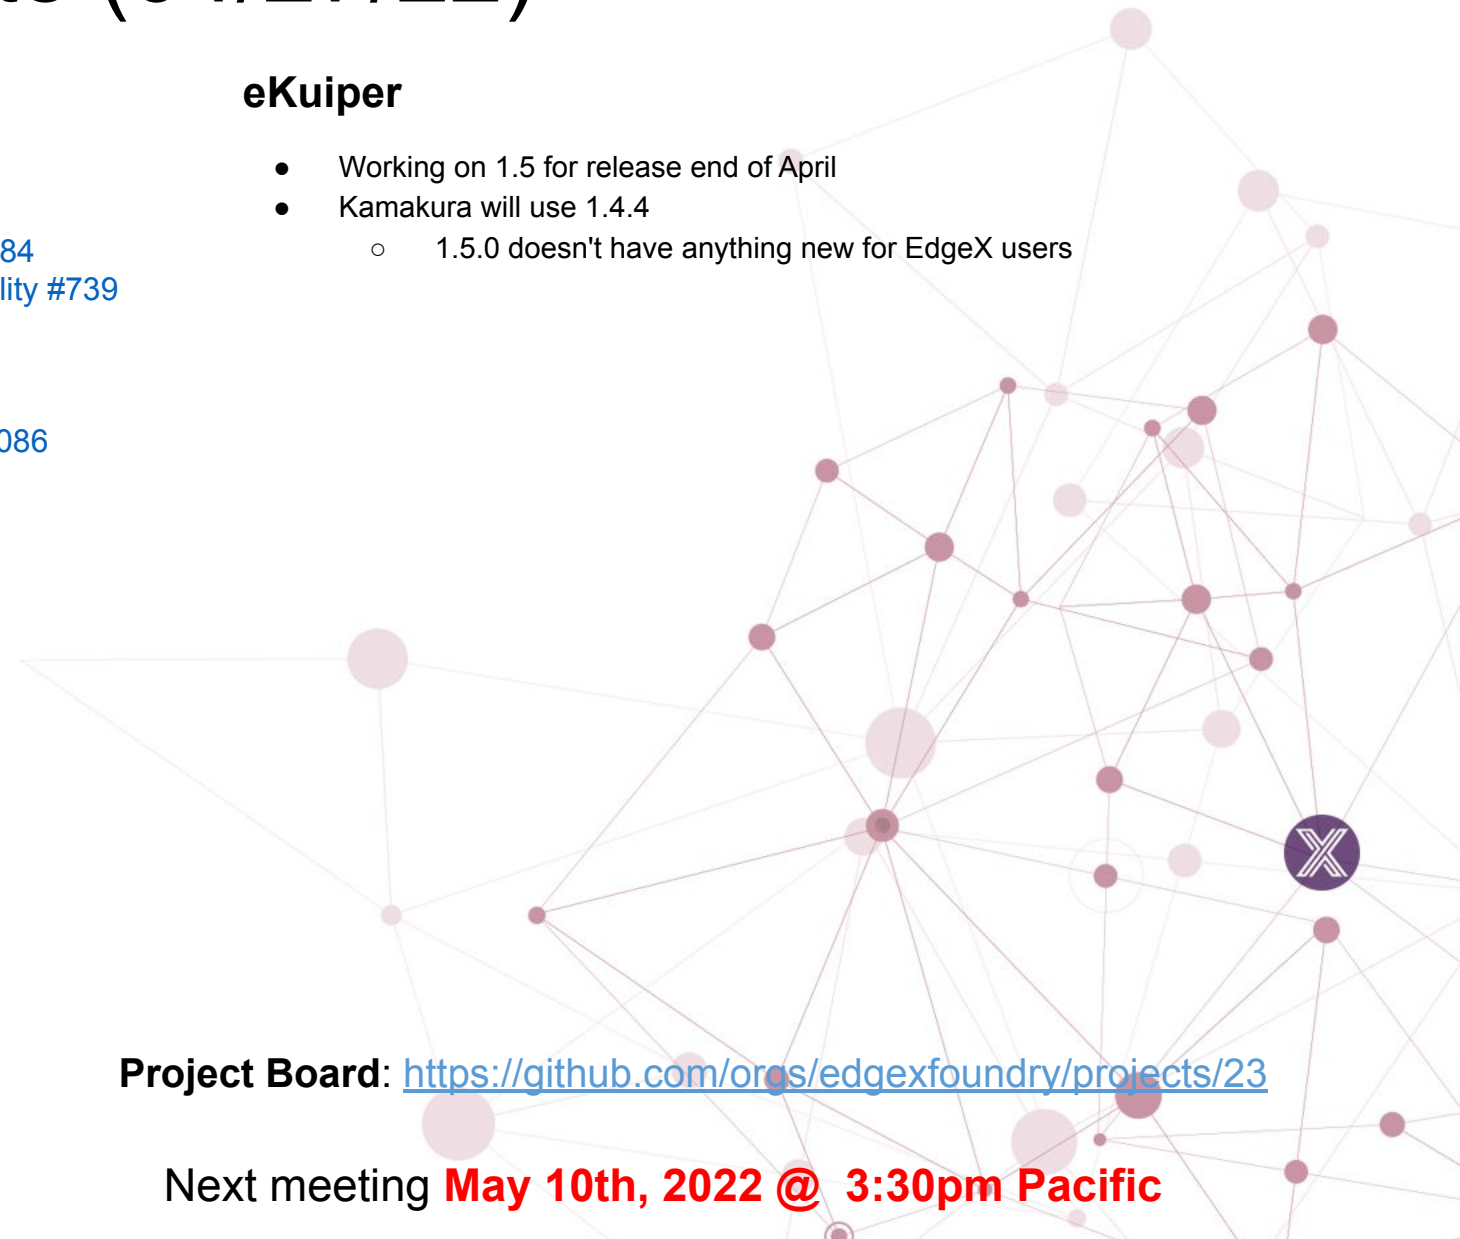 eKuiper
● Working on 1.5 for release end of April
● Kamakura will use 1.4.4
○ 1.5.0 doesn't have anything new for EdgeX users
84
lity #739
086
Project Board: https://github.com/orgs/edgexfoundry/projects/23
Next meeting May 10th, 2022 @ 3:30pm Pacific